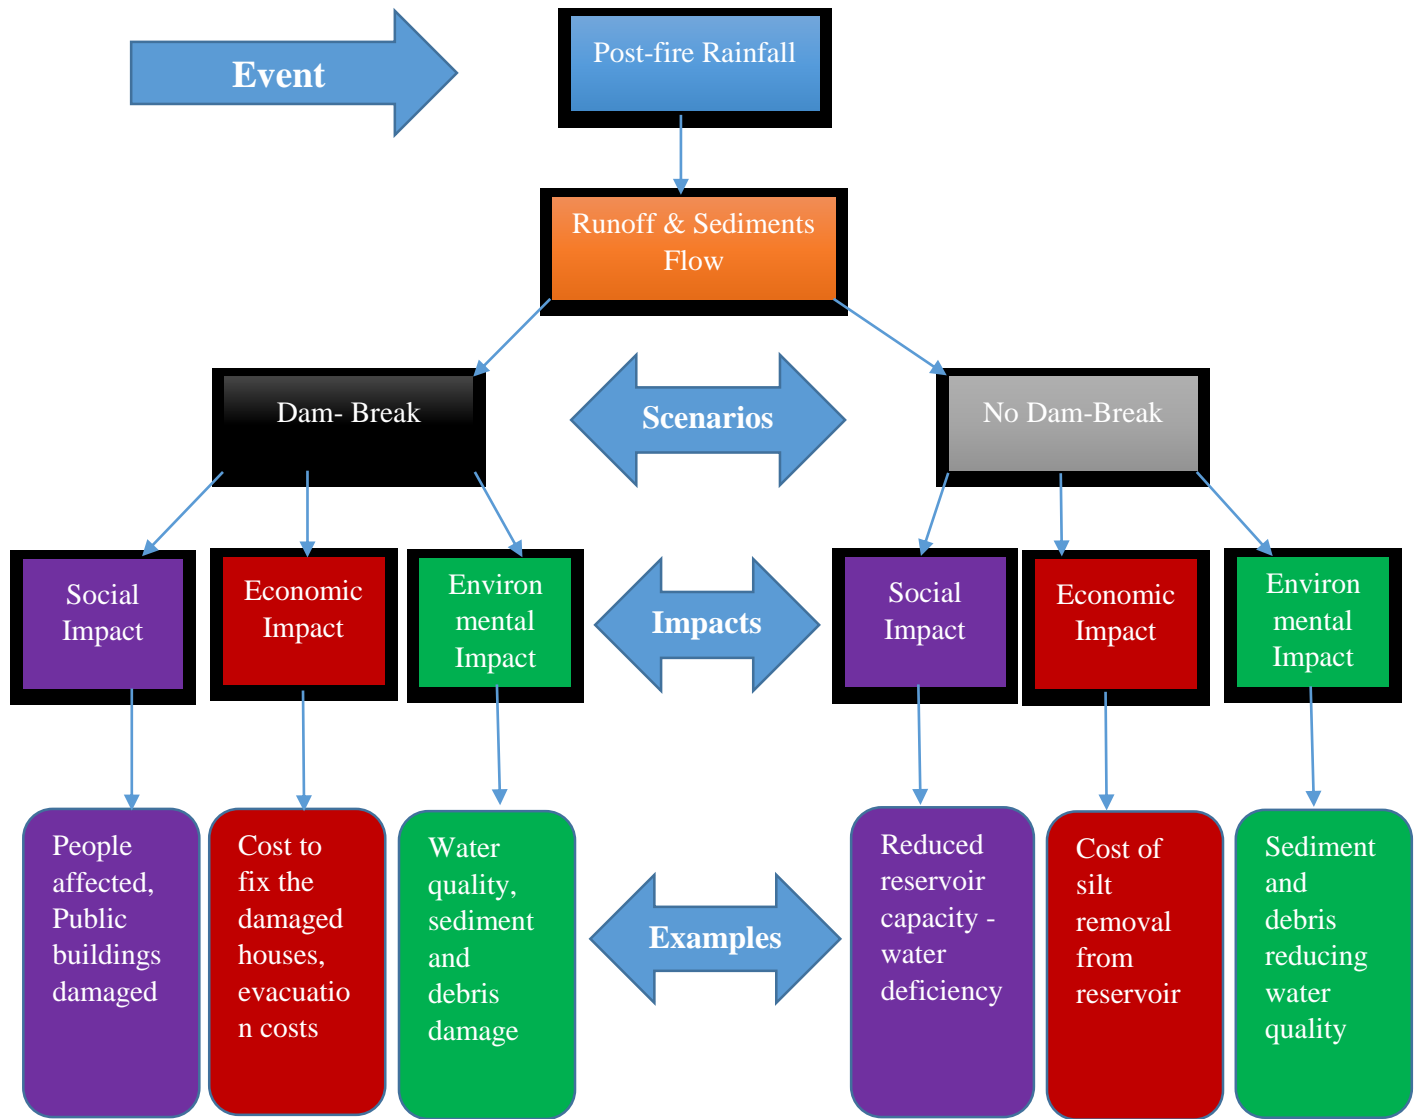 Event
Post-fire Rainfall
Runoff & Sediments
Flow
Dam- Break
Scenarios
No Dam-Break
Social
Impact
Economic
Impact
Environ
mental
Impact
Impacts
Social
Impact
Economic
Impact
Environ
mental
Impact
People
affected,
Public
buildings
damaged
Cost to
fix the
damaged
houses,
evacuatio
n costs
Water
quality,
sediment
and
debris
damage
Examples
Reduced
reservoir
capacity -
water
deficiency
Cost of
silt
removal
from
reservoir
Sediment
and
debris
reducing
water
quality